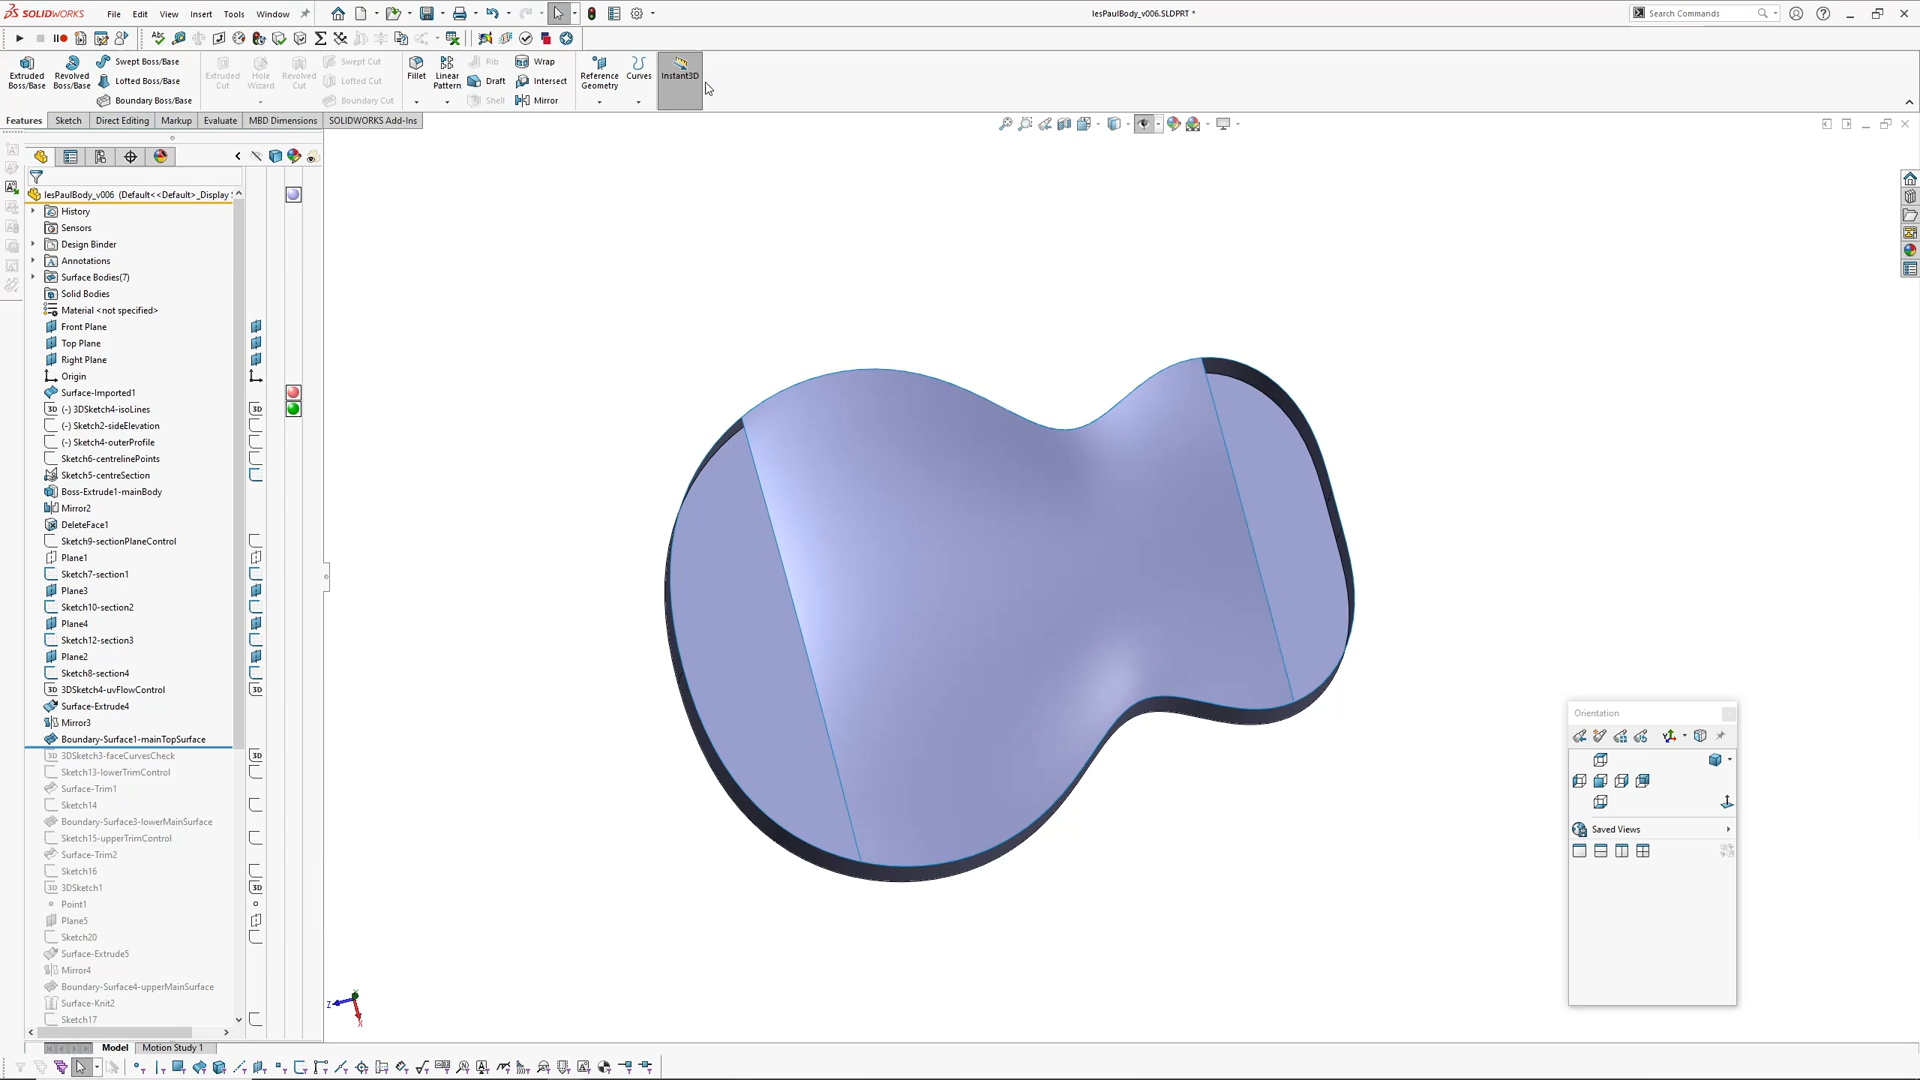 SOLIDWORKS
File Edit View Insert Tools Window
lesPaulBody_v006.SLDPRT *
Search Commands
Extruded Boss/Base
Revolved Boss/Base
Swept Boss/Base
Lofted Boss/Base
Boundary Boss/Base
Extruded Cut
Hole Wizard
Revolved Cut
Swept Cut
Lofted Cut
Boundary Cut
Fillet
Linear Pattern
Rib
Draft
Shell
Wrap
Intersect
Mirror
Reference Geometry
Curves
Instant3D
Features Sketch Direct Editing Markup Evaluate MBD Dimensions SOLIDWORKS Add-Ins
lesPaulBody_v006 (Default<<Default>_Display
History
Sensors
Design Binder
Annotations
Surface Bodies(7)
Solid Bodies
Material <not specified>
Front Plane
Top Plane
Right Plane
Origin
Surface-Imported1
(-) 3DSketch4-isoLines
(-) Sketch2-sideElevation
(-) Sketch4-outerProfile
Sketch6-centrelinePoints
Sketch5-centreSection
Boss-Extrude1-mainBody
Mirror2
DeleteFace1
Sketch9-sectionPlaneControl
Plane1
Sketch7-section1
Plane3
Sketch10-section2
Plane4
Sketch12-section3
Plane2
Sketch8-section4
3DSketch4-uvFlowControl
Surface-Extrude4
Mirror3
Boundary-Surface1-mainTopSurface
3DSketch3-faceCurvesCheck
Sketch13-lowerTrimControl
Surface-Trim1
Sketch14
Boundary-Surface3-lowerMainSurface
Sketch15-upperTrimControl
Surface-Trim2
Sketch16
3DSketch1
Point1
Plane5
Sketch20
Surface-Extrude5
Mirror4
Boundary-Surface4-upperMainSurface
Surface-Knit2
Sketch17
Orientation
Saved Views
Z
X
Model Motion Study 1